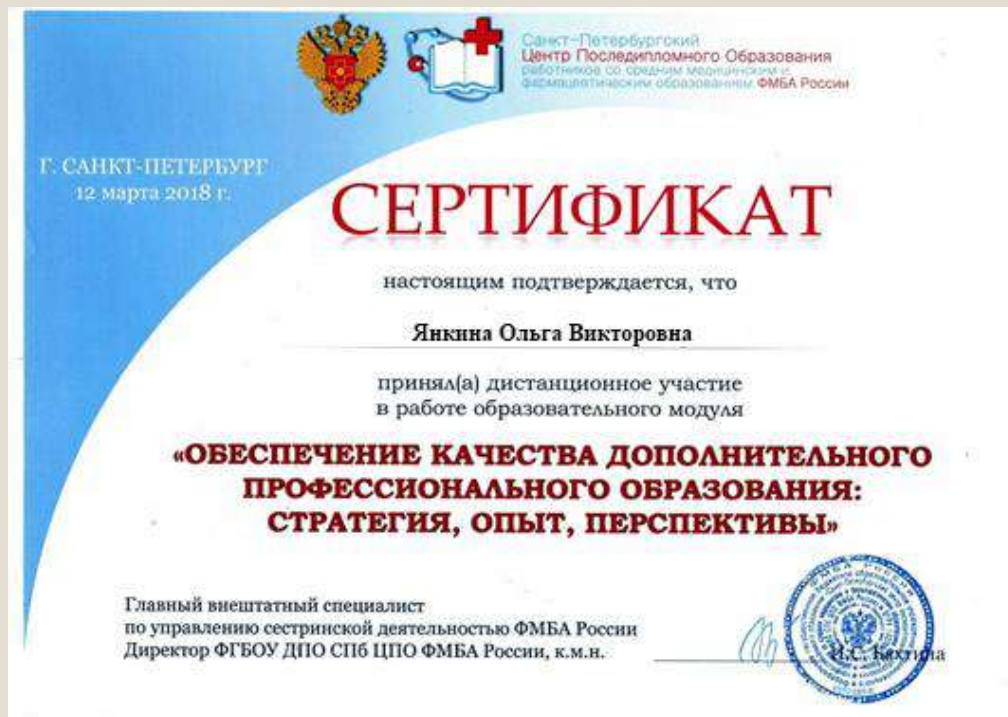 Санкт-Петербургский
Центр Последипломного Образования
работников со средним медицинским и
фармацевтическим образованием ФМБА России
Г. САНКТ-ПЕТЕРБУРГ
12 марта 2018 г.
СЕРТИФИКАТ
настоящим подтверждается, что
Янкина Ольга Викторовна
принял(а) дистанционное участие
в работе образовательного модуля
«ОБЕСПЕЧЕНИЕ КАЧЕСТВА ДОПОЛНИТЕЛЬНОГО
ПРОФЕССИОНАЛЬНОГО ОБРАЗОВАНИЯ:
СТРАТЕГИЯ, ОПЫТ, ПЕРСПЕКТИВЫ»
Главный внештатный специалист
по управлению сестринской деятельностью ФМБА России
Директор ФГБОУ ДПО СПб ЦПО ФМБА России, к.м.н.
И.С. Бахтина